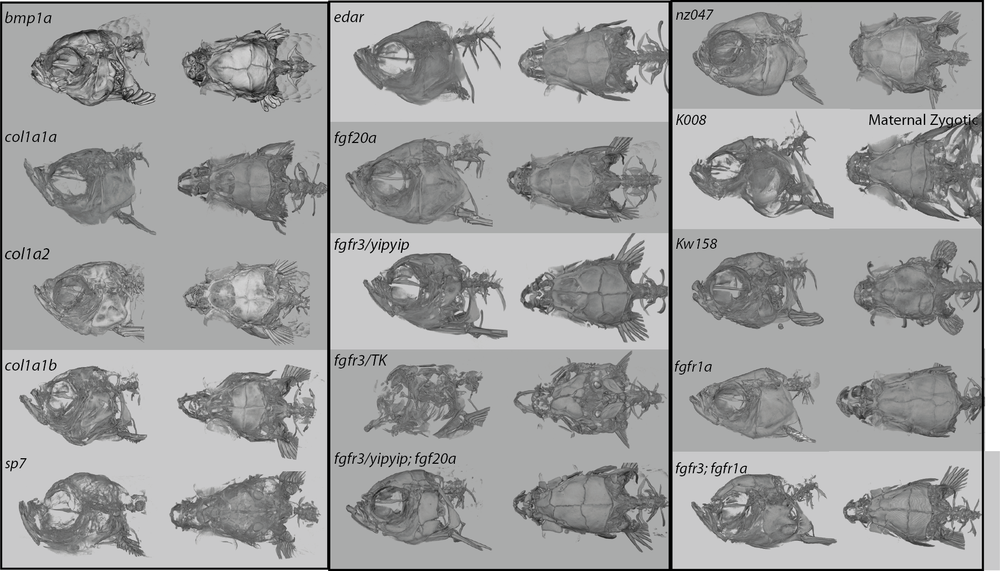 bmp1a
col1a1a
col1a2
col1a1b
sp7
edar
fgf20a
fgfr3/yipyip
fgfr3/TK
fgfr3/yipyip; fgf20a
nz047
K008
Maternal Zygotic
Kw158
fgfr1a
fgfr3; fgfr1a